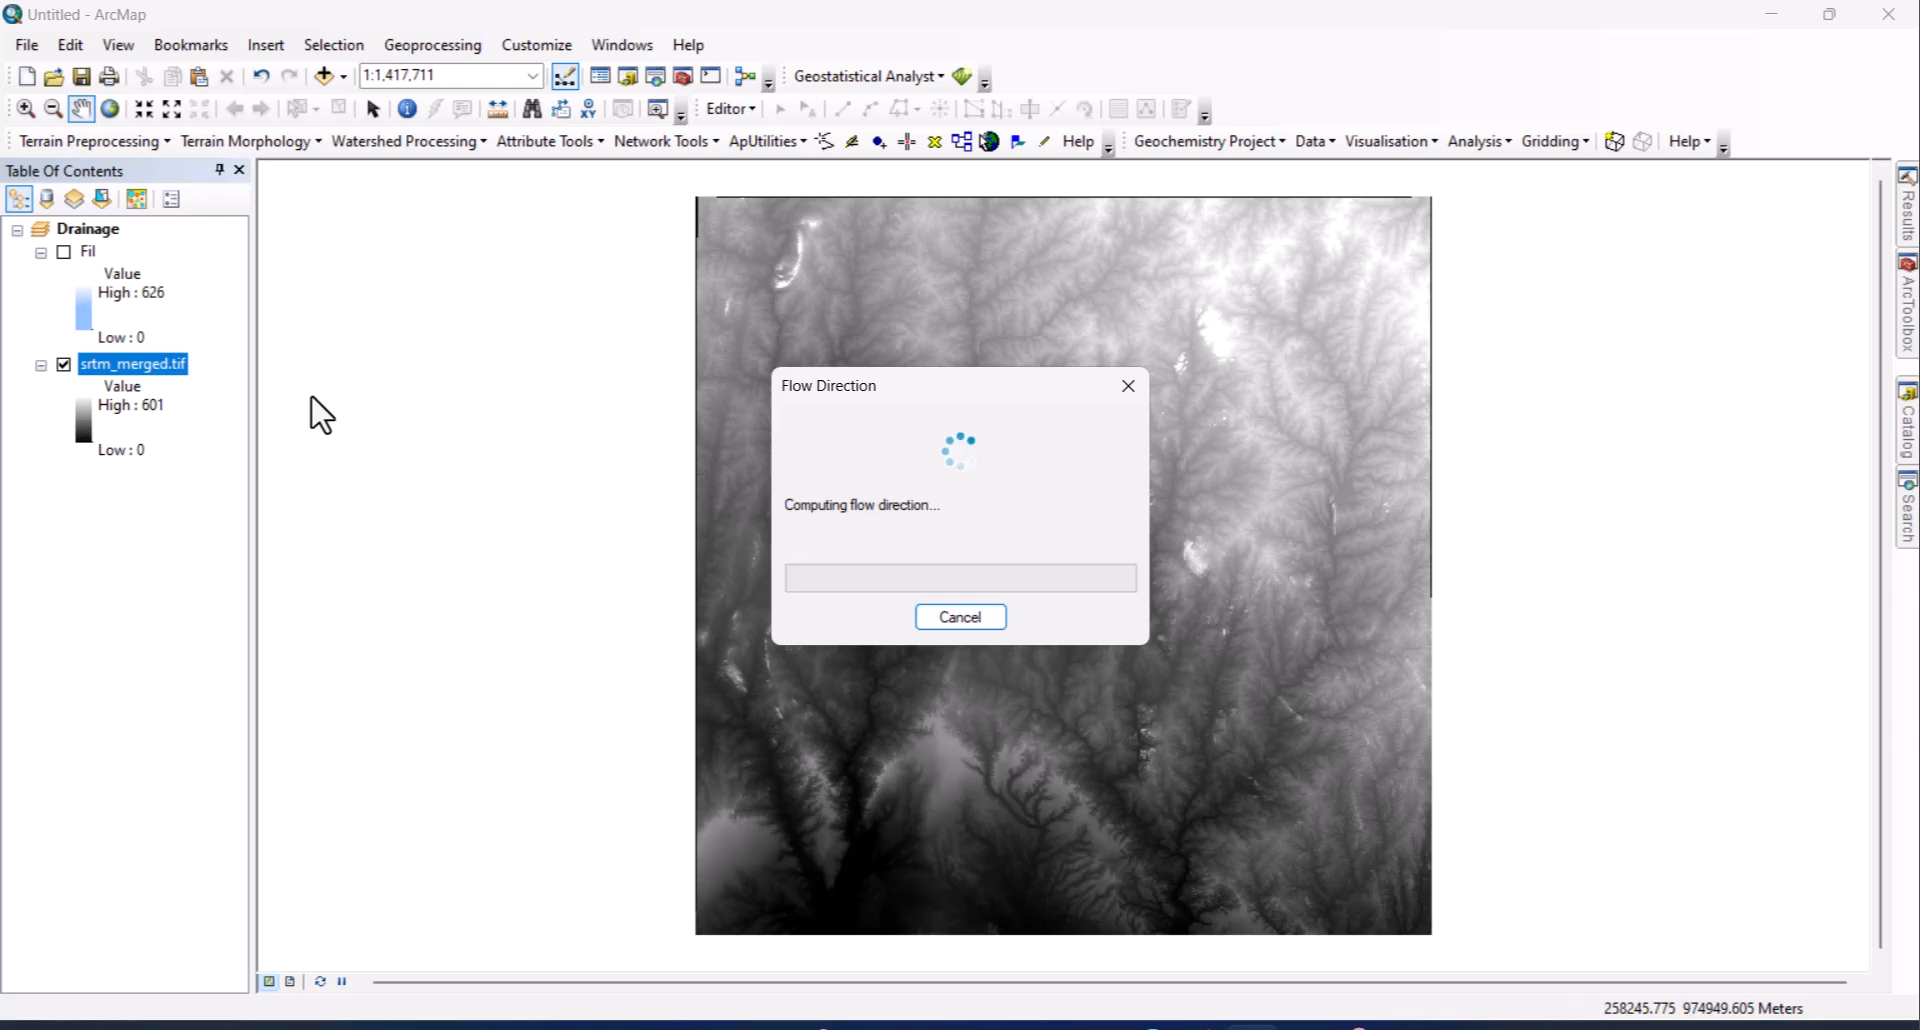 Untitled - ArcMap
File Edit View Bookmarks Insert Selection Geoprocessing Customize Windows Help
1:1,417,711 Geostatistical Analyst
XY Editor
Terrain Preprocessing Terrain Morphology Watershed Processing Attribute Tools Network Tools ApUtilities Help Geochemistry Project Data Visualisation Analysis Gridding Help
Table Of Contents
Drainage
Fil
Value
High : 626
Low : 0
srtm_merged.tif
Value
High : 601
Low : 0
Flow Direction
Computing flow direction...
Cancel
Results
ArcToolbox
Catalog
Search
258245.775 974949.605 Meters